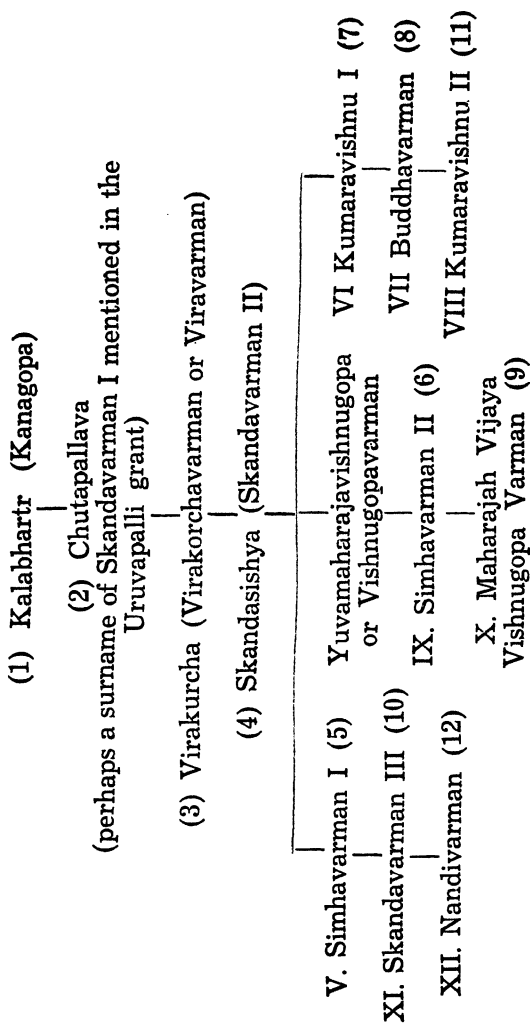 (1) Kalabhartr (Kanagopa)
(2) Chutapallava
(perhaps a surname of Skandavarman I mentioned in the
Uruvapalli grant)
(3) Virakurcha (Virakorchavarman or Viravarman)
(4) Skandasishya (Skandavarman II)
V. Simhavarman I (5)
XI. Skandavarman III (10)
XII. Nandivarman (12)
Yuvamaharajavishnugopa
or Vishnugopavarman
IX. Simhavarman II (6)
X. Maharajah Vijaya
Vishnugopa Varman (9)
VI Kumaravishnu I (7)
VII Buddhavarman (8)
VIII Kumaravishnu II (11)